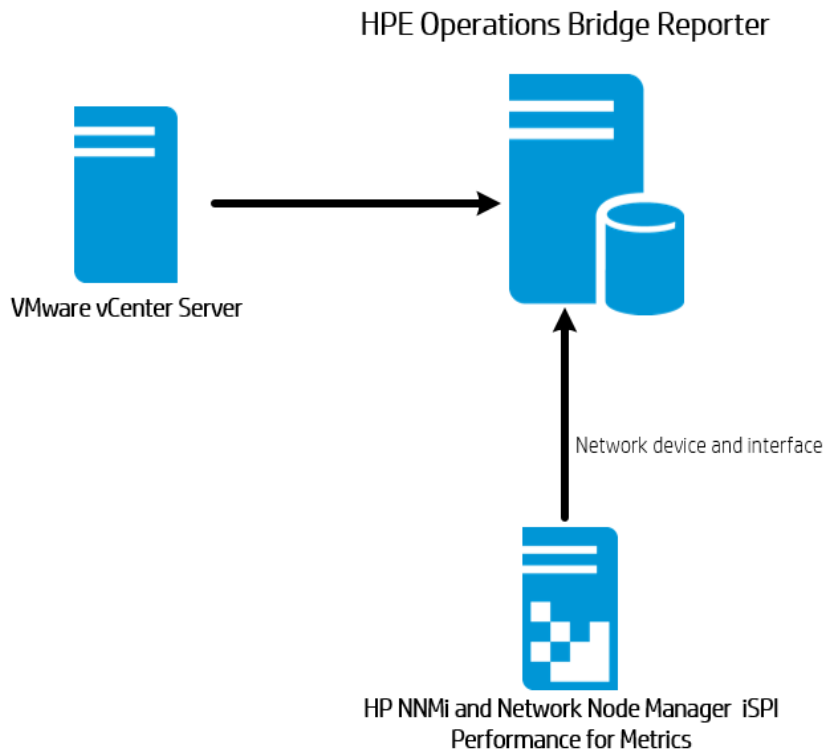 HPE Operations Bridge Reporter
VMware vCenter Server
Network device and interface
HP NNMi and Network Node Manager iSPI
Performance for Metrics